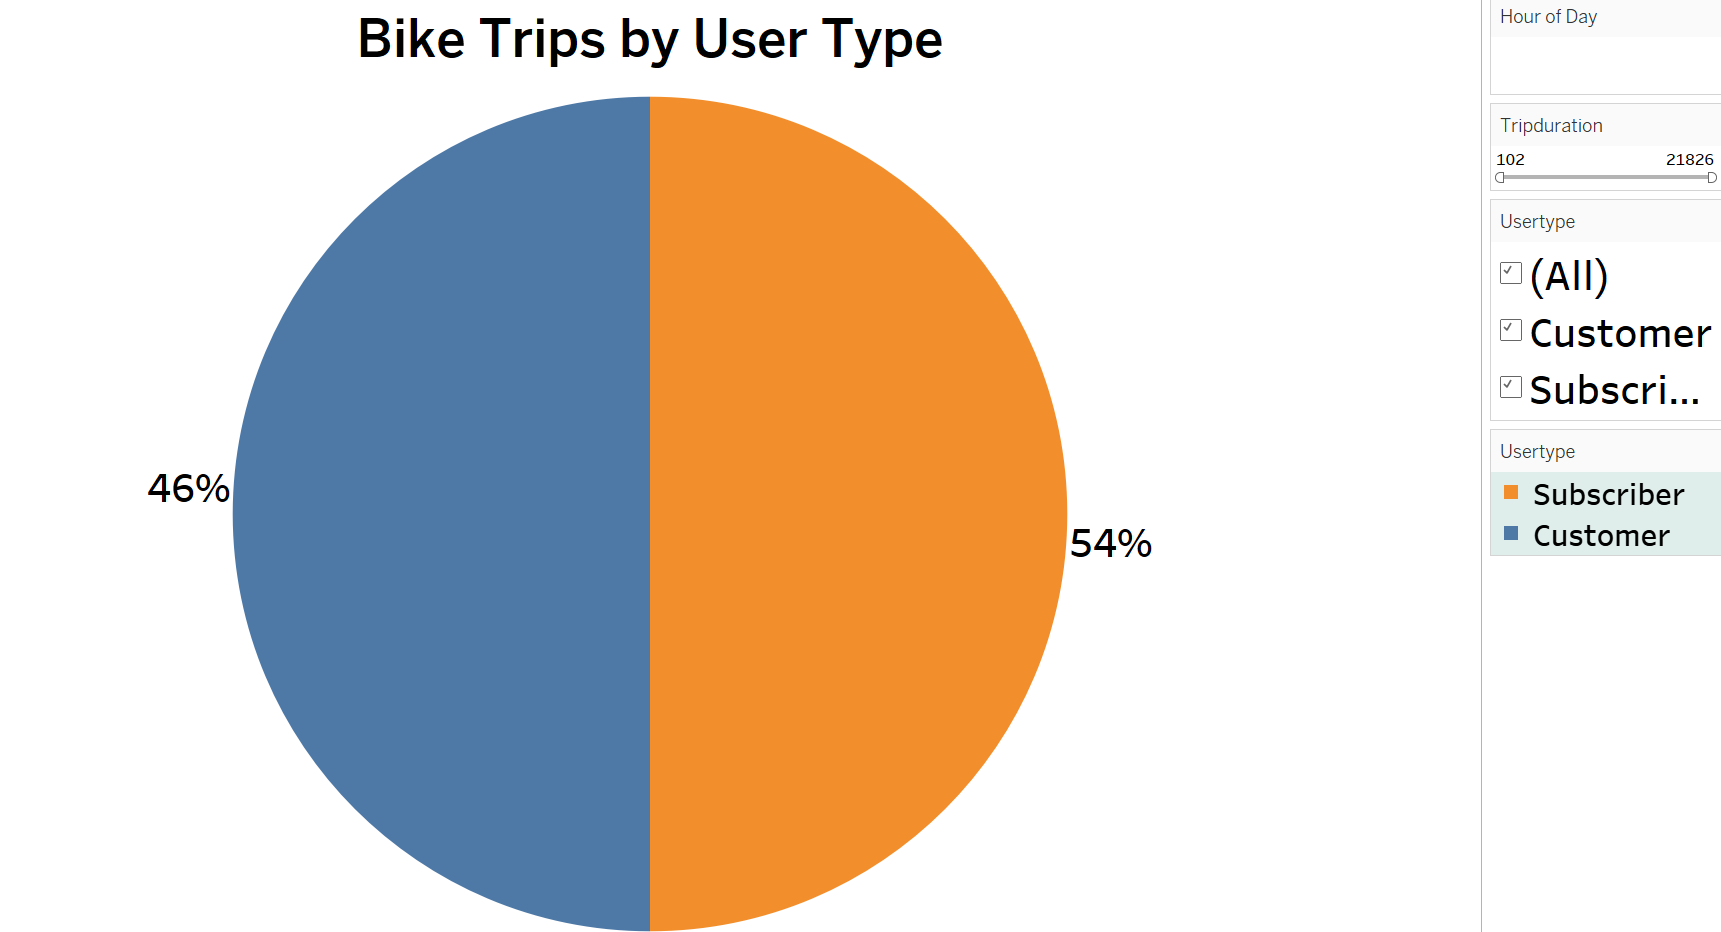 Bike Trips by User Type
46%
54%
Hour of Day
Tripduration
102 21826
Usertype
(All)
Customer
Subscri...
Usertype
Subscriber
Customer